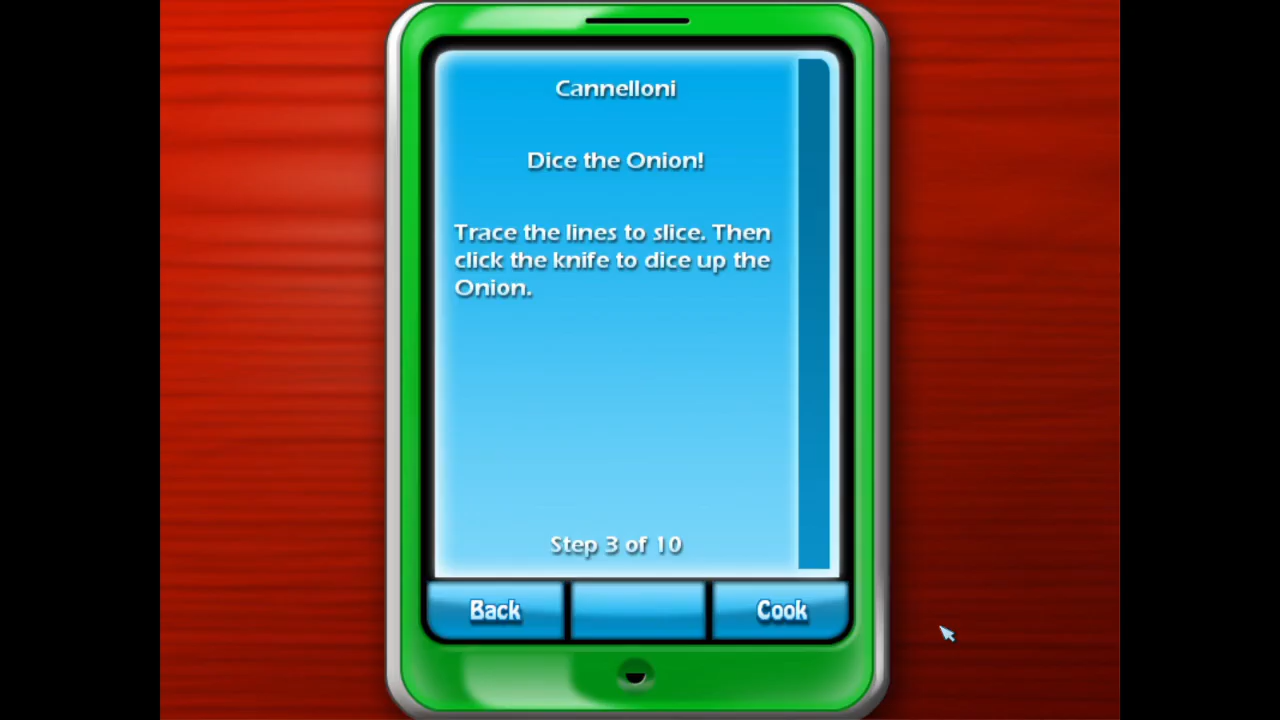 Cannelloni
Dice the Onion!
Trace the lines to slice. Then
click the knife to dice up the
Onion.
Step 3 of 10
Back
Cook